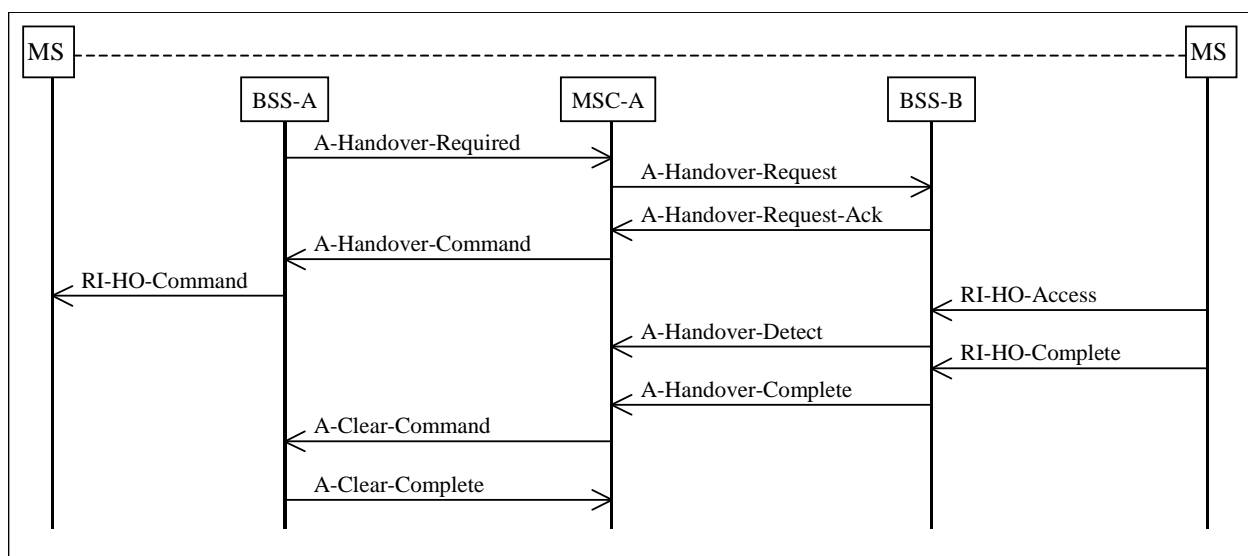 MS
MS
BSS-A
MSC-A
BSS-B
A-Handover-Required
A-Handover-Request
A-Handover-Request-Ack
A-Handover-Command
RI-HO-Command
RI-HO-Access
A-Handover-Detect
RI-HO-Complete
A-Handover-Complete
A-Clear-Command
A-Clear-Complete